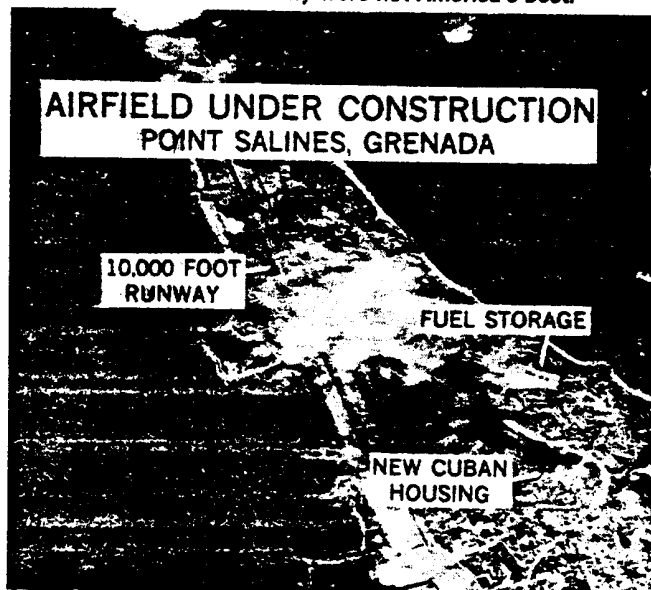 AIRFIELD UNDER CONSTRUCTION
POINT SALINES, GRENADA
10,000 FOOT
RUNWAY
FUEL STORAGE
NEW CUBAN
HOUSING